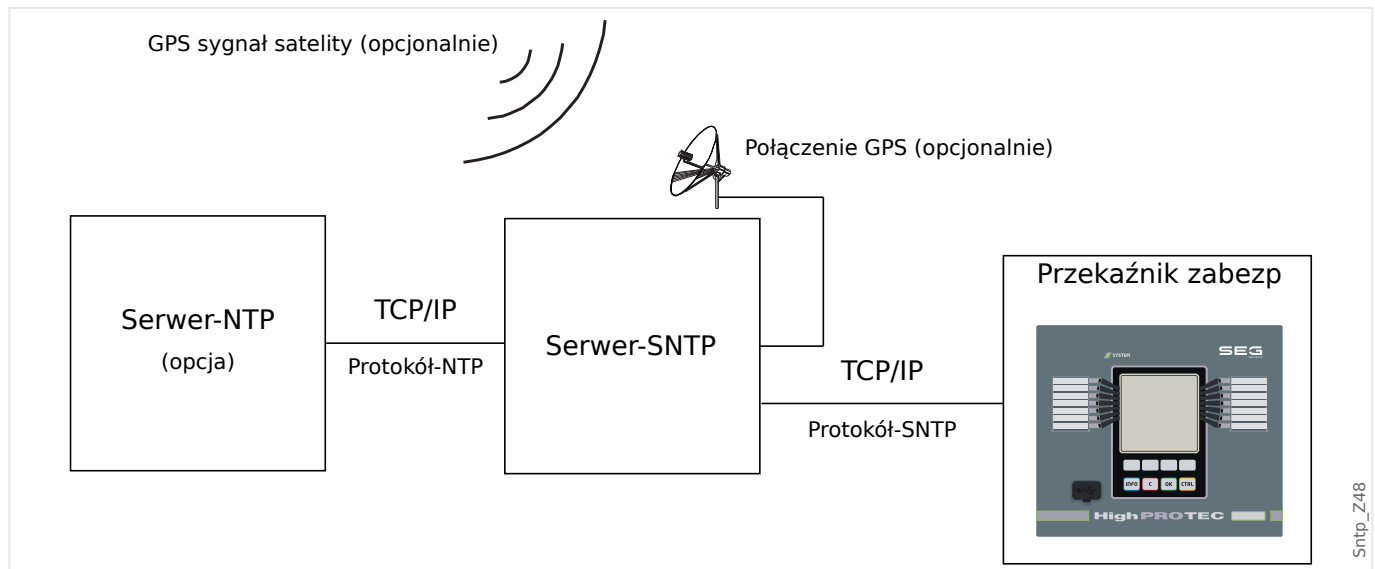 GPS sygnał satelity (opcjonalnie)
Połączenie GPS (opcjonalnie)
Serwer-NTP
(opcja)
TCP/IP
Protokół-NTP
Serwer-SNTP
TCP/IP
Protokół-SNTP
Przekaźnik zabezp
SYSTEM
SEG
INFO
C
OK
CTRL
HighPROTEC
Sntp_Z48